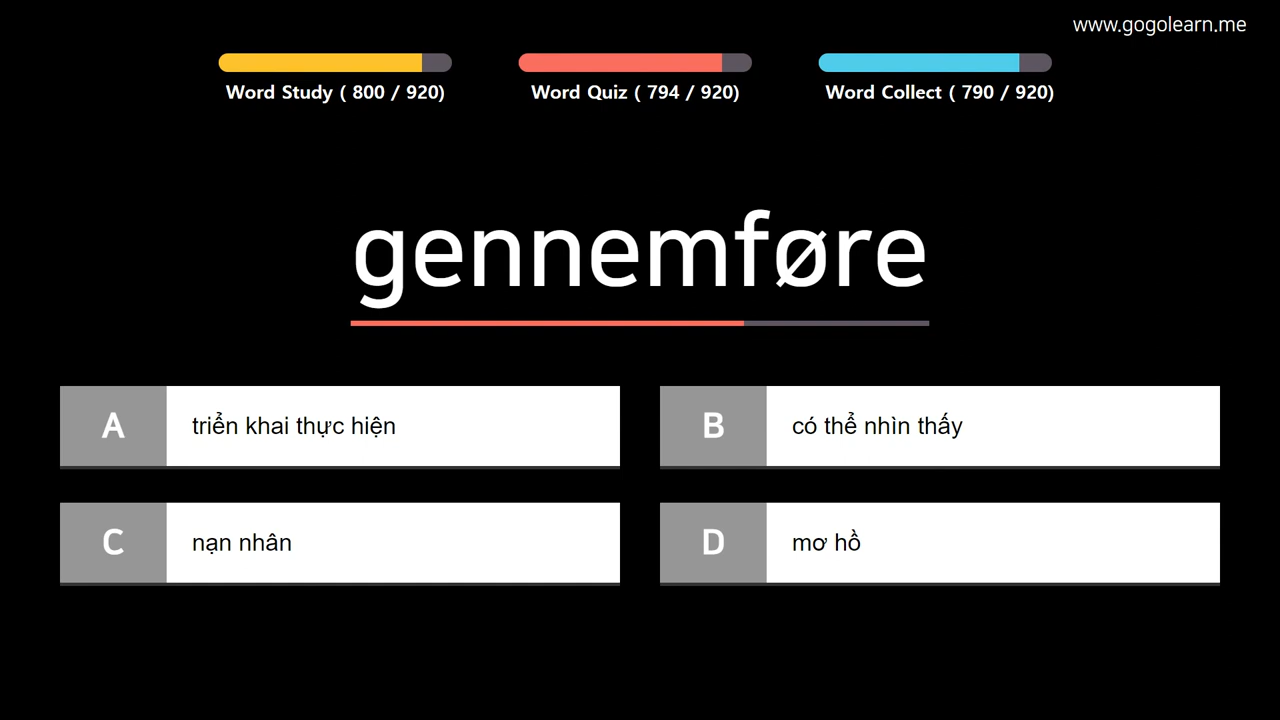 www.gogolearn.me
Word Study ( 800 / 920)
Word Quiz ( 794 / 920)
Word Collect ( 790 / 920)
gennemføre
A triển khai thực hiện
B có thể nhìn thấy
C nạn nhân
D mơ hồ